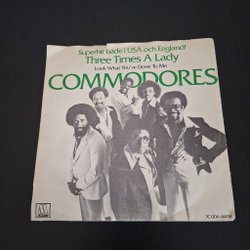 Superhit både i USA och England!
Three Times A Lady
Look What You've Done To Me
COMMODORES